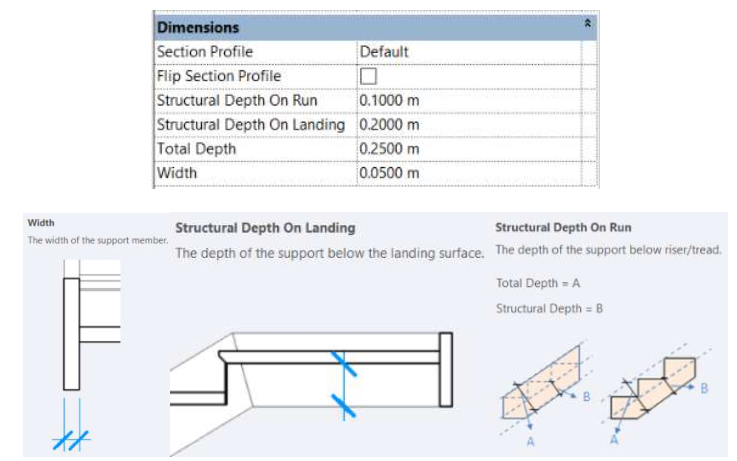 Dimensions
Section Profile Default
Flip Section Profile
Structural Depth On Run 0.1000 m
Structural Depth On Landing 0.2000 m
Total Depth 0.2500 m
Width 0.0500 m
Width
The width of the support member.
Structural Depth On Landing
The depth of the support below the landing surface.
Structural Depth On Run
The depth of the support below riser/tread.
Total Depth = A
Structural Depth = B
B
A
B
A